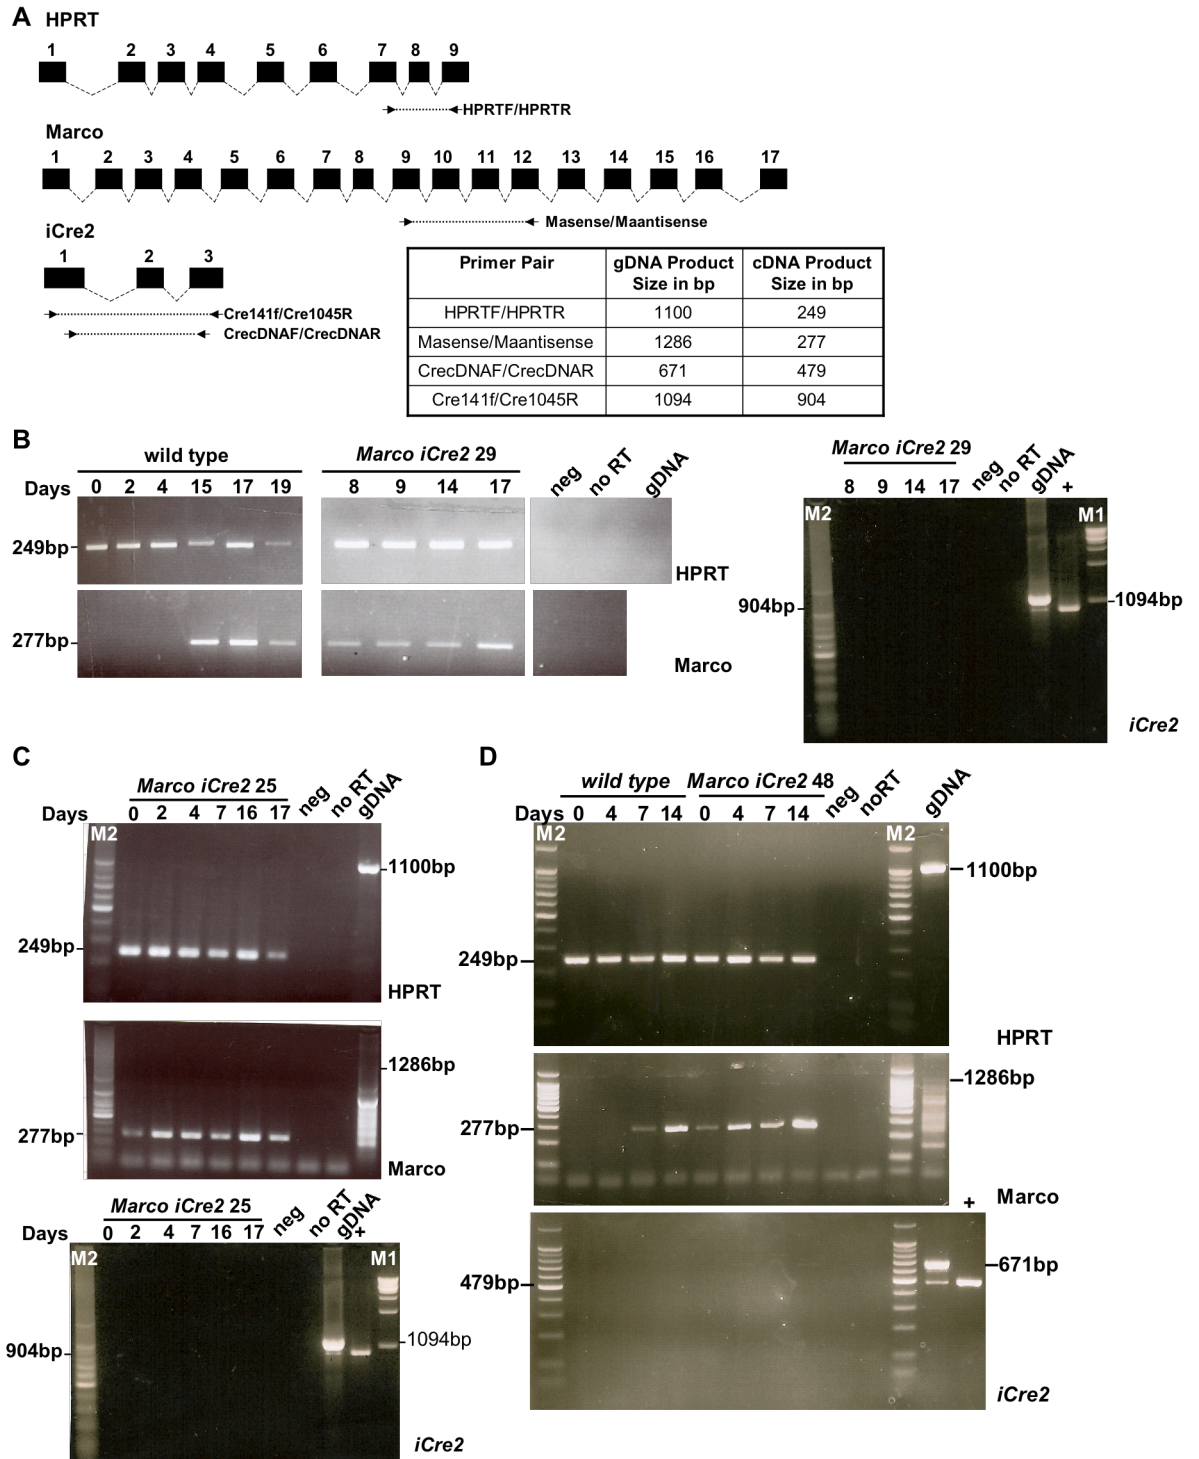 A HPRT
1 2 3 4 5 6 7 8 9
HPRTF/HPRTR
Marco
1 2 3 4 5 6 7 8 9 10 11 12 13 14 15 16 17
Masense/Maantisense
iCre2
1 2 3
Cre141f/Cre1045R
CrecDNAF/CrecDNAR
Primer Pair gDNA Product Size in bp cDNA Product Size in bp
HPRTF/HPRTR 1100 249
Masense/Maantisense 1286 277
CrecDNAF/CrecDNAR 671 479
Cre141f/Cre1045R 1094 904
B
wild type Marco iCre2 29 neg no RT gDNA
Days 0 2 4 15 17 19 8 9 14 17
249bp
HPRT
277bp
Marco
Marco iCre2 29
8 9 14 17 neg no RT gDNA +
M2 M1
904bp 1094bp
iCre2
C
Marco iCre2 25 neg no RT gDNA
Days 0 2 4 7 16 17
M2
1100bp
249bp
HPRT
1286bp
277bp
Marco
Marco iCre2 25
Days 0 2 4 7 16 17 neg no RT gDNA +
M2 M1
1094bp
904bp
iCre2
D
wild type Marco iCre2 48 neg noRT gDNA
Days 0 4 7 14 0 4 7 14
M2 M2
1100bp
249bp
HPRT
1286bp
277bp
Marco
+
671bp
479bp
iCre2